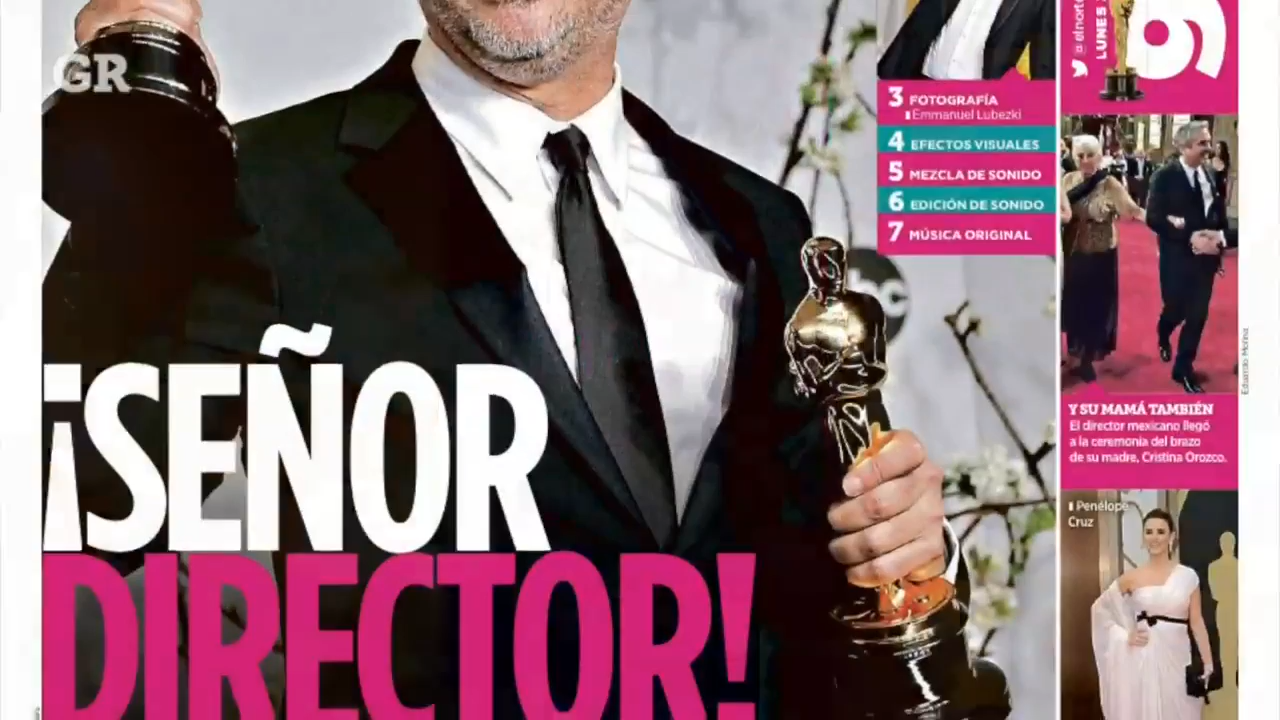 GR
¡SEÑOR
DIRECTOR!
3 FOTOGRAFÍA
Emmanuel Lubezki
4 EFECTOS VISUALES
5 MEZCLA DE SONIDO
6 EDICIÓN DE SONIDO
7 MÚSICA ORIGINAL
bc
@elnorte
LUNES
Y SU MAMÁ TAMBIÉN
El director mexicano llegó
a la ceremonia del brazo
de su madre, Cristina Orozco.
Penélope
Cruz